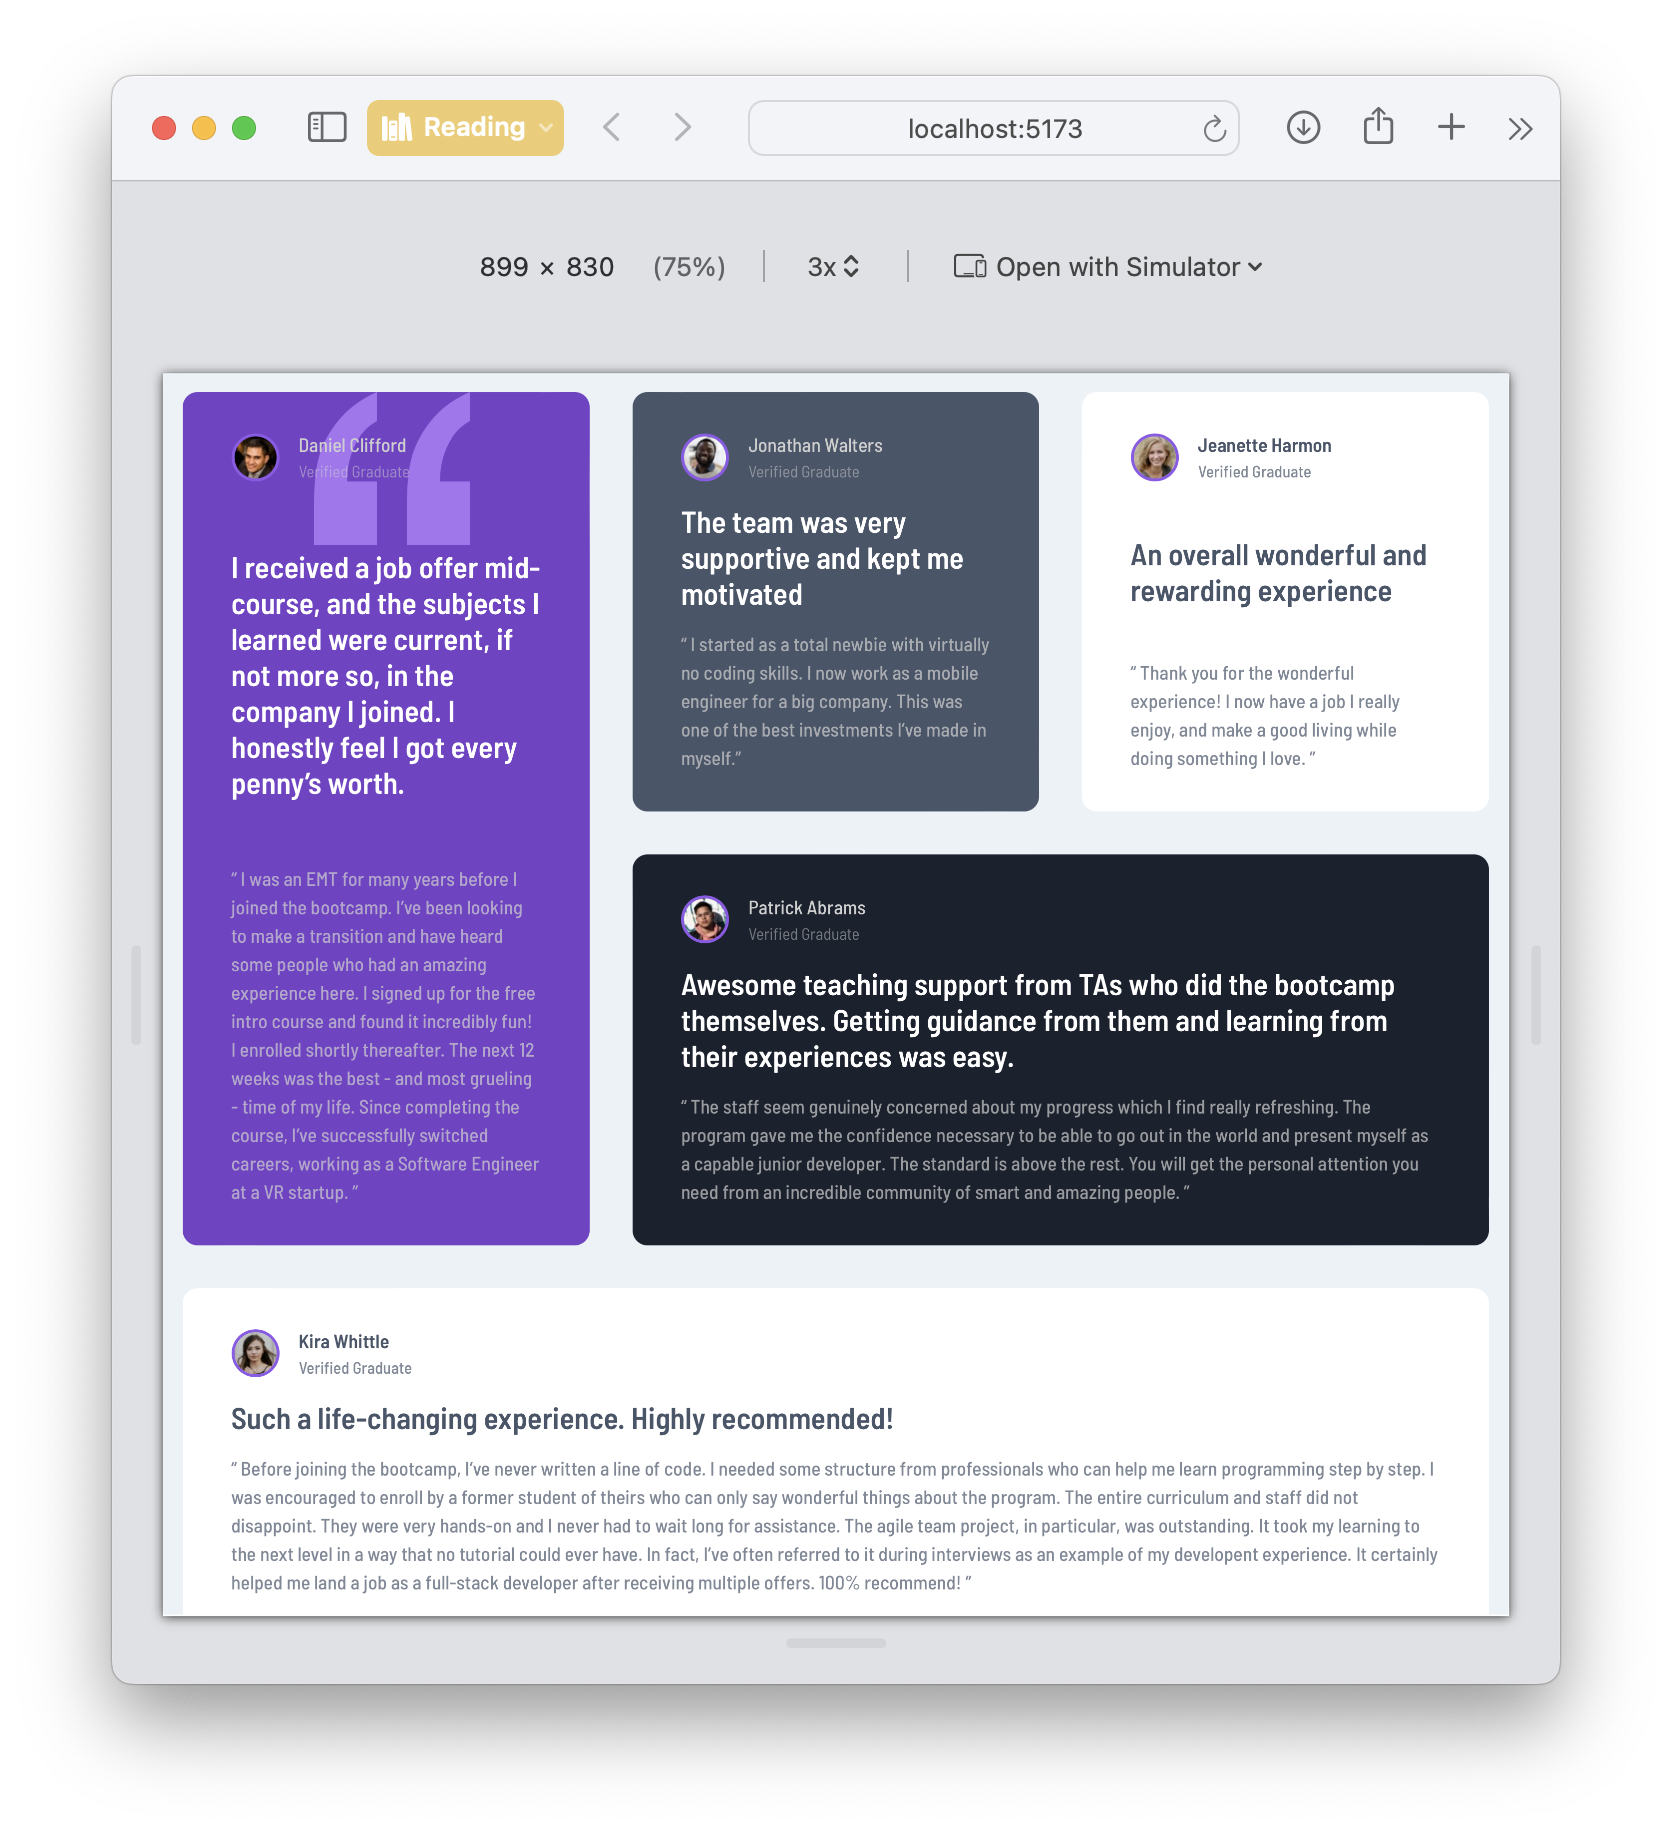 Reading
localhost:5173
899 × 830 (75%) 3x Open with Simulator
Daniel Clifford
Verified Graduate
I received a job offer mid-
course, and the subjects I
learned were current, if
not more so, in the
company I joined. I
honestly feel I got every
penny’s worth.
“ I was an EMT for many years before I
joined the bootcamp. I’ve been looking
to make a transition and have heard
some people who had an amazing
experience here. I signed up for the free
intro course and found it incredibly fun!
I enrolled shortly thereafter. The next 12
weeks was the best - and most grueling
- time of my life. Since completing the
course, I’ve successfully switched
careers, working as a Software Engineer
at a VR startup. ”
Jonathan Walters
Verified Graduate
The team was very
supportive and kept me
motivated
“ I started as a total newbie with virtually
no coding skills. I now work as a mobile
engineer for a big company. This was
one of the best investments I’ve made in
myself.”
Jeanette Harmon
Verified Graduate
An overall wonderful and
rewarding experience
“ Thank you for the wonderful
experience! I now have a job I really
enjoy, and make a good living while
doing something I love. ”
Patrick Abrams
Verified Graduate
Awesome teaching support from TAs who did the bootcamp
themselves. Getting guidance from them and learning from
their experiences was easy.
“ The staff seem genuinely concerned about my progress which I find really refreshing. The
program gave me the confidence necessary to be able to go out in the world and present myself as
a capable junior developer. The standard is above the rest. You will get the personal attention you
need from an incredible community of smart and amazing people. ”
Kira Whittle
Verified Graduate
Such a life-changing experience. Highly recommended!
“ Before joining the bootcamp, I’ve never written a line of code. I needed some structure from professionals who can help me learn programming step by step. I
was encouraged to enroll by a former student of theirs who can only say wonderful things about the program. The entire curriculum and staff did not
disappoint. They were very hands-on and I never had to wait long for assistance. The agile team project, in particular, was outstanding. It took my learning to
the next level in a way that no tutorial could ever have. In fact, I’ve often referred to it during interviews as an example of my developent experience. It certainly
helped me land a job as a full-stack developer after receiving multiple offers. 100% recommend! ”